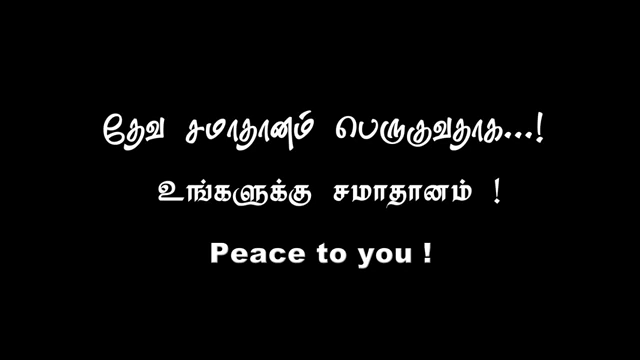 தேவ சமாதானம் பெருகுவதாக...!
உங்களுக்கு சமாதானம் !
Peace to you !